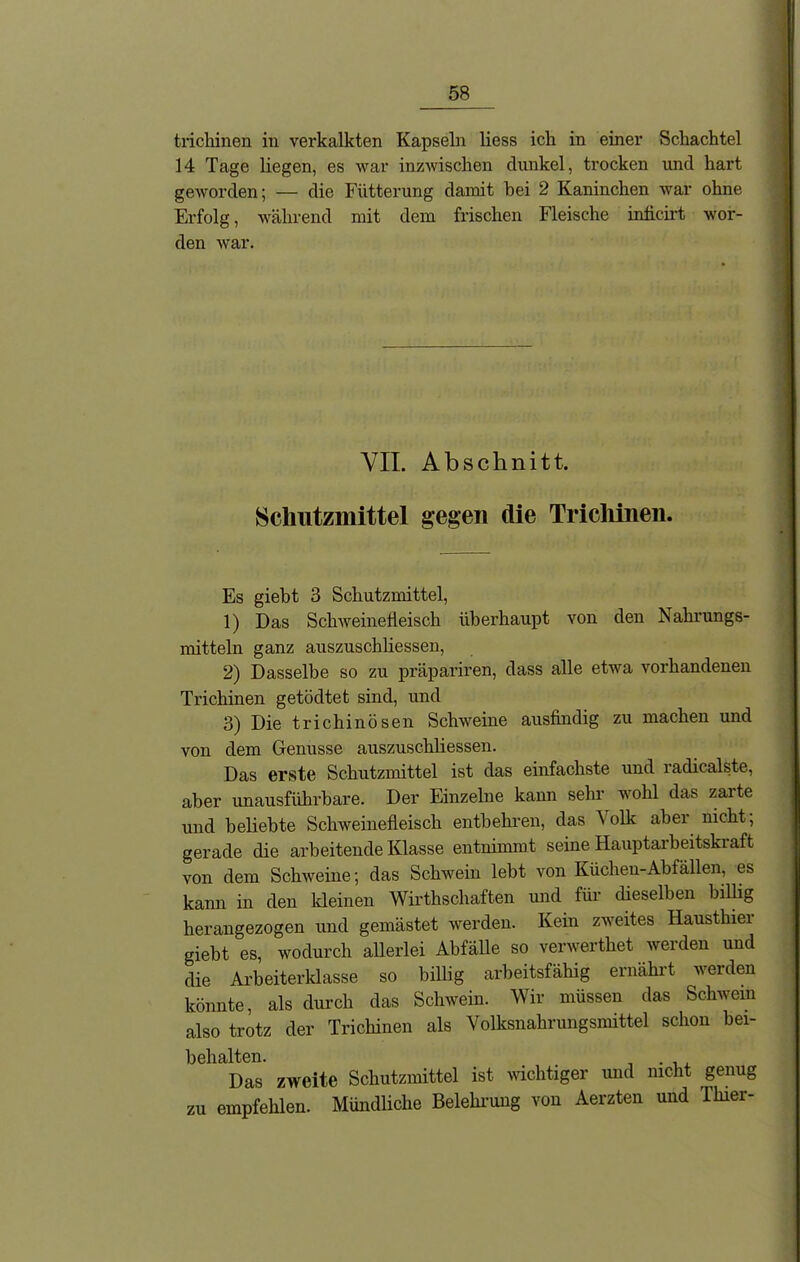 58
trichinen in verkalkten Kapseln liess ich in einer Schachtel
14 Tage liegen, es war inzwischen dunkel, trocken und hart
geworden; — die Fütterung damit bei 2 Kaninchen war ohne
Erfolg, während mit dem frischen Fleische inficirt wor-
den war.
VII. Abschnitt.
Schutzmittel gegen die Trichinen.
Es giebt 3 Schutzmittel,
1) Das Schweinefleisch überhaupt von den Nahrungs-
mitteln ganz auszuschliessen,
2) Dasselbe so zu präpariren, dass alle etwa vorhandenen
Trichinen getödtet sind, und
3) Die trichinösen Schweine ausfindig zu machen und
von dem Genusse auszuschliessen.
Das erste Schutzmittel ist das einfachste und radicalste,
aber unausführbare. Der Einzelne kann sehr wohl das zarte
und beliebte Schweinefleisch entbehren, das Volk aber nicht;
gerade die arbeitende Klasse entnimmt seine Hauptarbeitskraft
von dem Schweine; das Schwein lebt von Küchen-Abfällen, es
kann in den kleinen Wirthschaften und für dieselben billig
herangezogen und gemästet werden. Kein zweites Hausthier
giebt es, wodurch allerlei Abfälle so verwerthet werden und
die Arbeiterklasse so billig arbeitsfähig ernährt werden
könnte, als durch das Schwein. Wir müssen das Schwein
also trotz der Trichinen als Volksnahrungsmittel schon bei-
behalten.
Das zweite Schutzmittel ist wichtiger und nicht genug
zu empfehlen. Mündliche Belehrung von Aerzten und Thier-